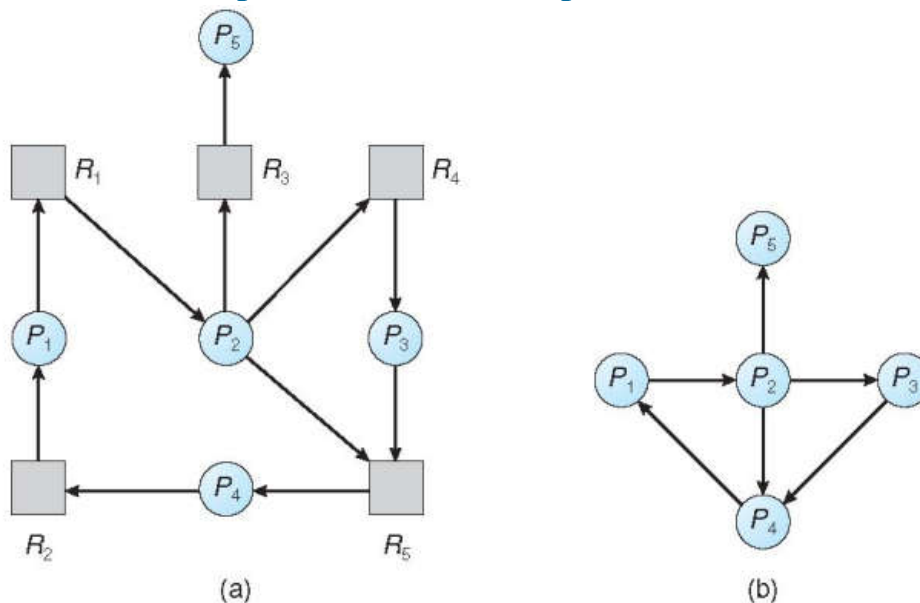 P₅
R₁
R₃
R₄
P₅
P₁
P₂
P₃
P₁
P₂
P₃
P₄
P₄
R₂
R₅
(a)
(b)